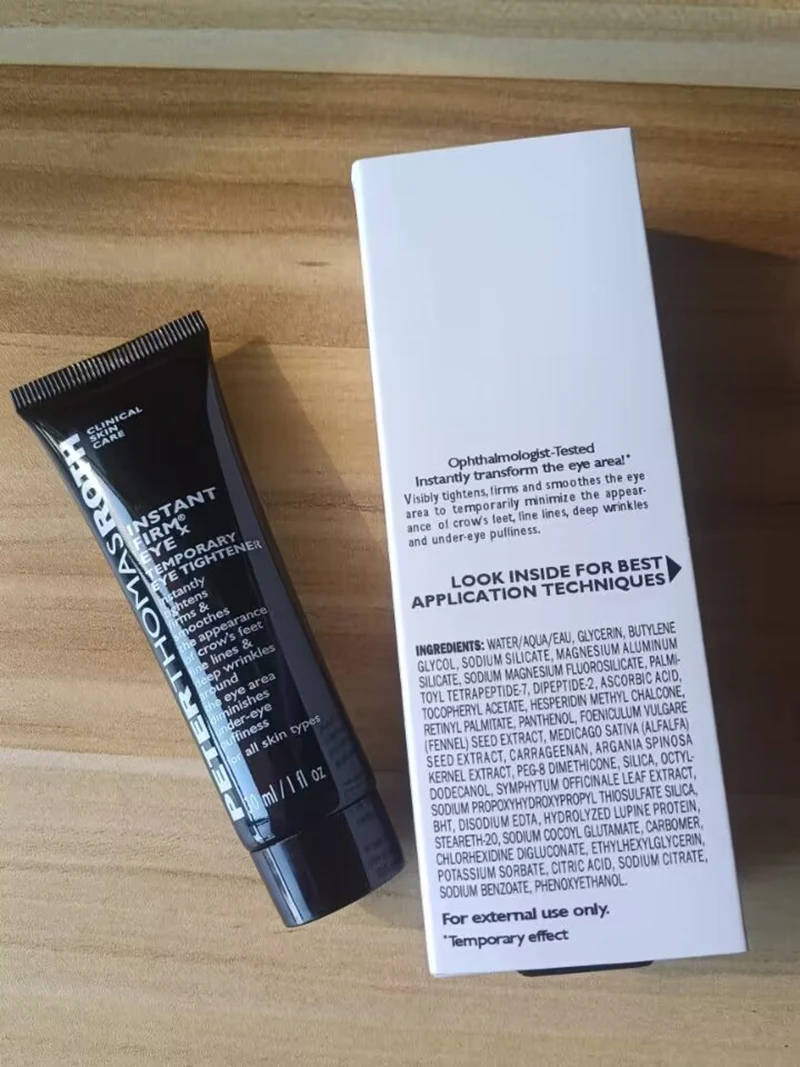 CLINICAL
SKIN
CARE
PETER THOMAS ROTH
INSTANT
FIRM®
EYE x
TEMPORARY
EYE TIGHTENER
instantly
tightens
firms &
smoothes
the appearance
of crow's feet
fine lines &
deep wrinkles
around
the eye area
diminishes
under-eye
puffiness
for all skin types
30 ml/1 fl oz
Ophthalmologist-Tested
Instantly transform the eye area!*
Visibly tightens, firms and smoothes the eye
area to temporarily minimize the appear-
ance of crow's feet, fine lines, deep wrinkles
and under-eye puffiness.
LOOK INSIDE FOR BEST
APPLICATION TECHNIQUES
INGREDIENTS: WATER/AQUA/EAU, GLYCERIN, BUTYLENE
GLYCOL, SODIUM SILICATE, MAGNESIUM ALUMINUM
SILICATE, SODIUM MAGNESIUM FLUOROSILICATE, PALMI-
TOYL TETRAPEPTIDE-7, DIPEPTIDE-2, ASCORBIC ACID,
TOCOPHERYL ACETATE, HESPERIDIN METHYL CHALCONE,
RETINYL PALMITATE, PANTHENOL, FOENICULUM VULGARE
(FENNEL) SEED EXTRACT, MEDICAGO SATIVA (ALFALFA)
SEED EXTRACT, CARRAGEENAN, ARGANIA SPINOSA
KERNEL EXTRACT, PEG-8 DIMETHICONE, SILICA, OCTYL-
DODECANOL, SYMPHYTUM OFFICINALE LEAF EXTRACT,
SODIUM PROPOXYHYDROXYPROPYL THIOSULFATE SILICA,
BHT, DISODIUM EDTA, HYDROLYZED LUPINE PROTEIN,
STEARETH-20, SODIUM COCOYL GLUTAMATE, CARBOMER,
CHLORHEXIDINE DIGLUCONATE, ETHYLHEXYLGLYCERIN,
POTASSIUM SORBATE, CITRIC ACID, SODIUM CITRATE,
SODIUM BENZOATE, PHENOXYETHANOL.
For external use only.
*Temporary effect